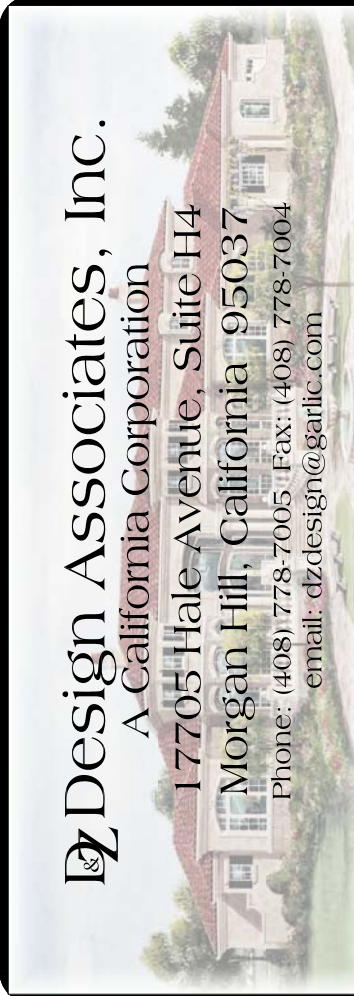 D&Z Design Associates, Inc.
A California Corporation
17705 Hale Avenue, Suite H4
Morgan Hill, California 95037
Phone: (408) 778-7005 Fax: (408) 778-7004
email: dzdesign@garlic.com